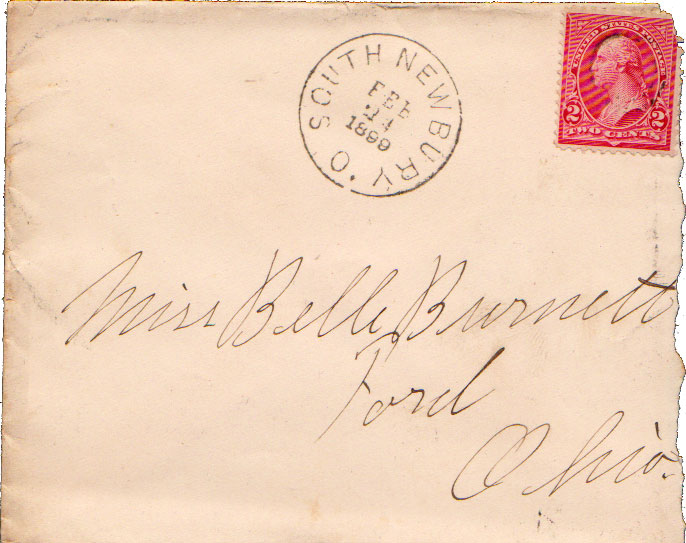 SOUTH NEWBURY. O.
FEB
24
1899
UNITED STATES POSTAGE
2 2
TWO CENTS
Miss Belle Burnett
Ford
Ohio.